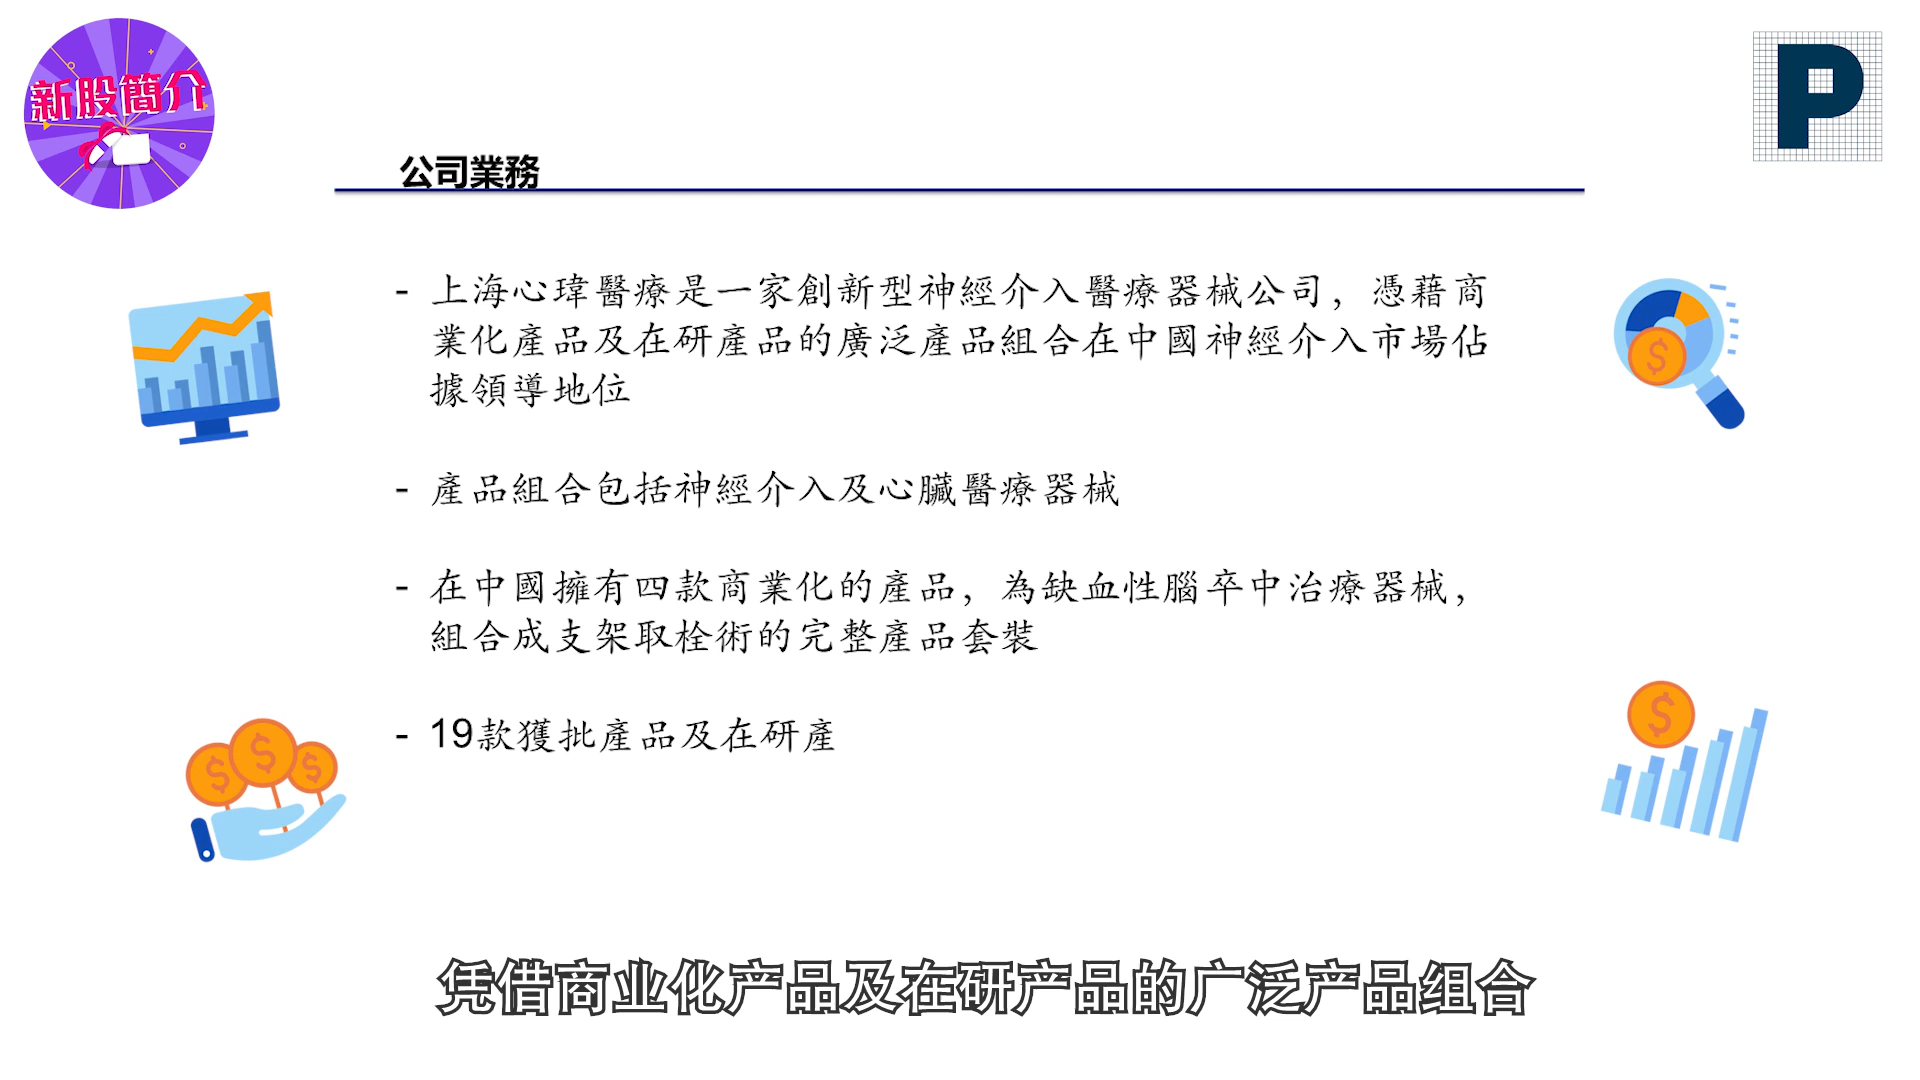 新股簡介
P
公司業務
- 上海心瑋醫療是一家創新型神經介入醫療器械公司，憑藉商
業化產品及在研產品的廣泛產品組合在中國神經介入市場佔
據領導地位
- 產品組合包括神經介入及心臟醫療器械
- 在中國擁有四款商業化的產品，為缺血性腦卒中治療器械，
組合成支架取栓術的完整產品套裝
- 19款獲批產品及在研產
凭借商业化产品及在研产品的广泛产品组合